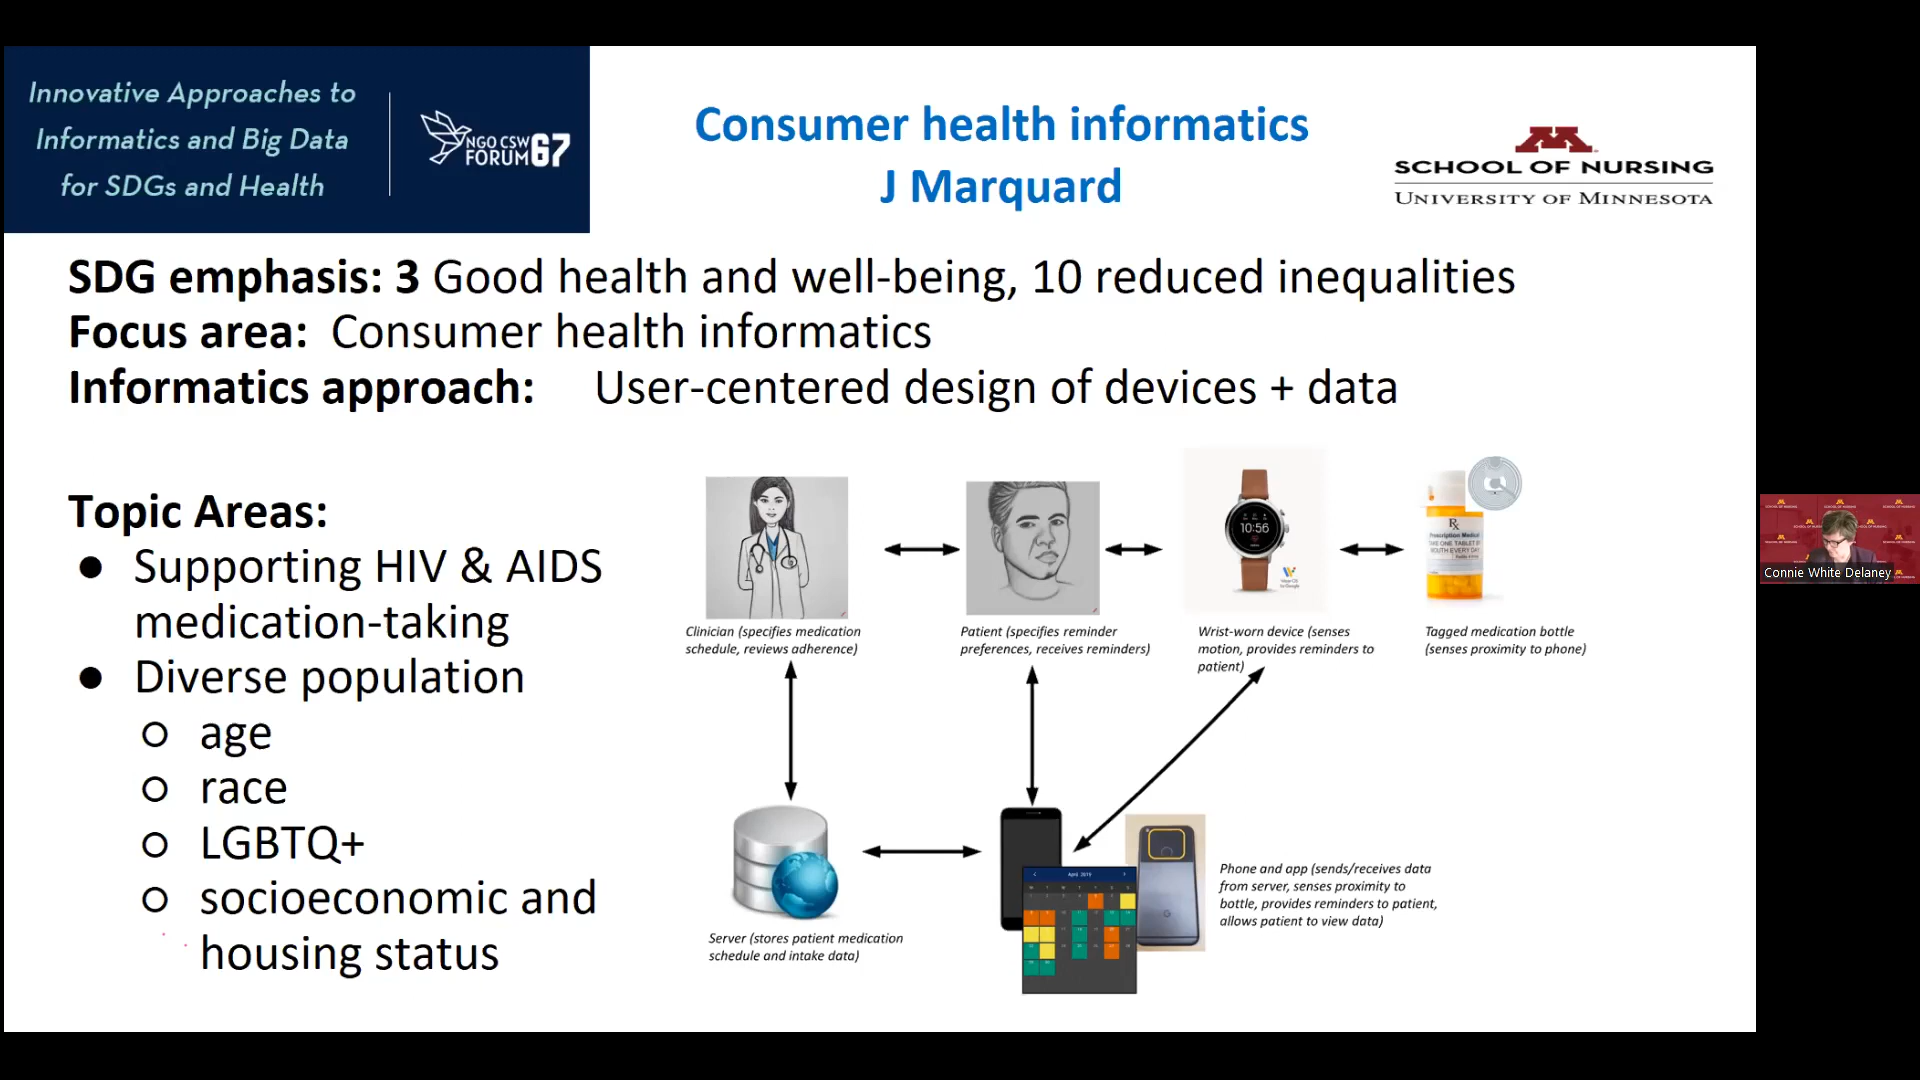 Innovative Approaches to
Informatics and Big Data
for SDGs and Health
NGO CSW
FORUM 67
Consumer health informatics
J Marquard
SCHOOL OF NURSING
UNIVERSITY OF MINNESOTA
SDG emphasis: 3 Good health and well-being, 10 reduced inequalities
Focus area: Consumer health informatics
Informatics approach: User-centered design of devices + data
Topic Areas:
● Supporting HIV & AIDS
medication-taking
● Diverse population
○ age
○ race
○ LGBTQ+
○ socioeconomic and
housing status
10:56
Rx
Clinician (specifies medication
schedule, reviews adherence)
Patient (specifies reminder
preferences, receives reminders)
Wrist-worn device (senses
motion, provides reminders to
patient)
Tagged medication bottle
(senses proximity to phone)
Server (stores patient medication
schedule and intake data)
April 2019
Phone and app (sends/receives data
from server, senses proximity to
bottle, provides reminders to patient,
allows patient to view data)
Connie White Delaney